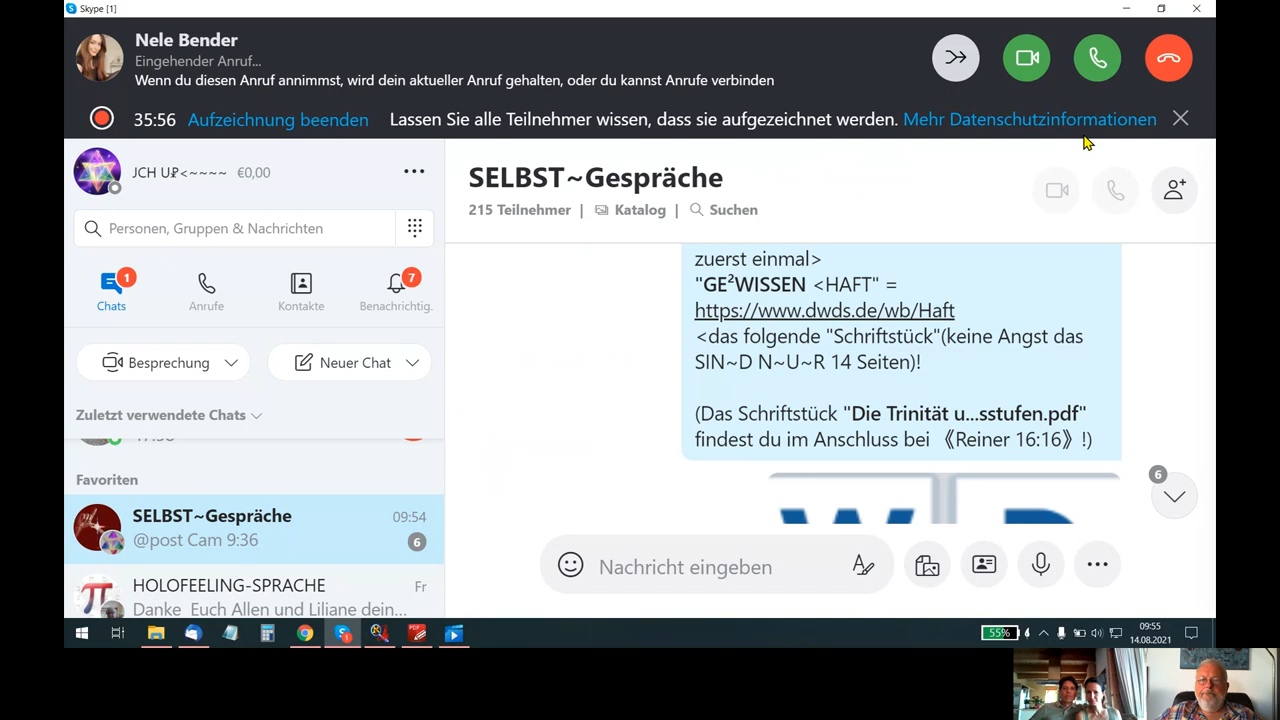 Skype [1]
Nele Bender
Eingehender Anruf...
Wenn du diesen Anruf annimmst, wird dein aktueller Anruf gehalten, oder du kannst Anrufe verbinden
35:56 Aufzeichnung beenden Lassen Sie alle Teilnehmer wissen, dass sie aufgezeichnet werden. Mehr Datenschutzinformationen
JCH U₽<~~~~ €0,00
Personen, Gruppen & Nachrichten
1
7
Chats Anrufe Kontakte Benachrichtig.
Besprechung Neuer Chat
Zuletzt verwendete Chats
Favoriten
SELBST~Gespräche 09:54
@post Cam 9:36 6
HOLOFEELING-SPRACHE Fr
Danke Euch Allen und Liliane dein...
SELBST~Gespräche
215 Teilnehmer | Katalog | Suchen
zuerst einmal>
"GE²WISSEN <HAFT" =
https://www.dwds.de/wb/Haft
<das folgende "Schriftstück"(keine Angst das
SIN~D N~U~R 14 Seiten)!
(Das Schriftstück "Die Trinität u...sstufen.pdf"
findest du im Anschluss bei 《Reiner 16:16》 !)
6
Nachricht eingeben
55%
09:55
14.08.2021